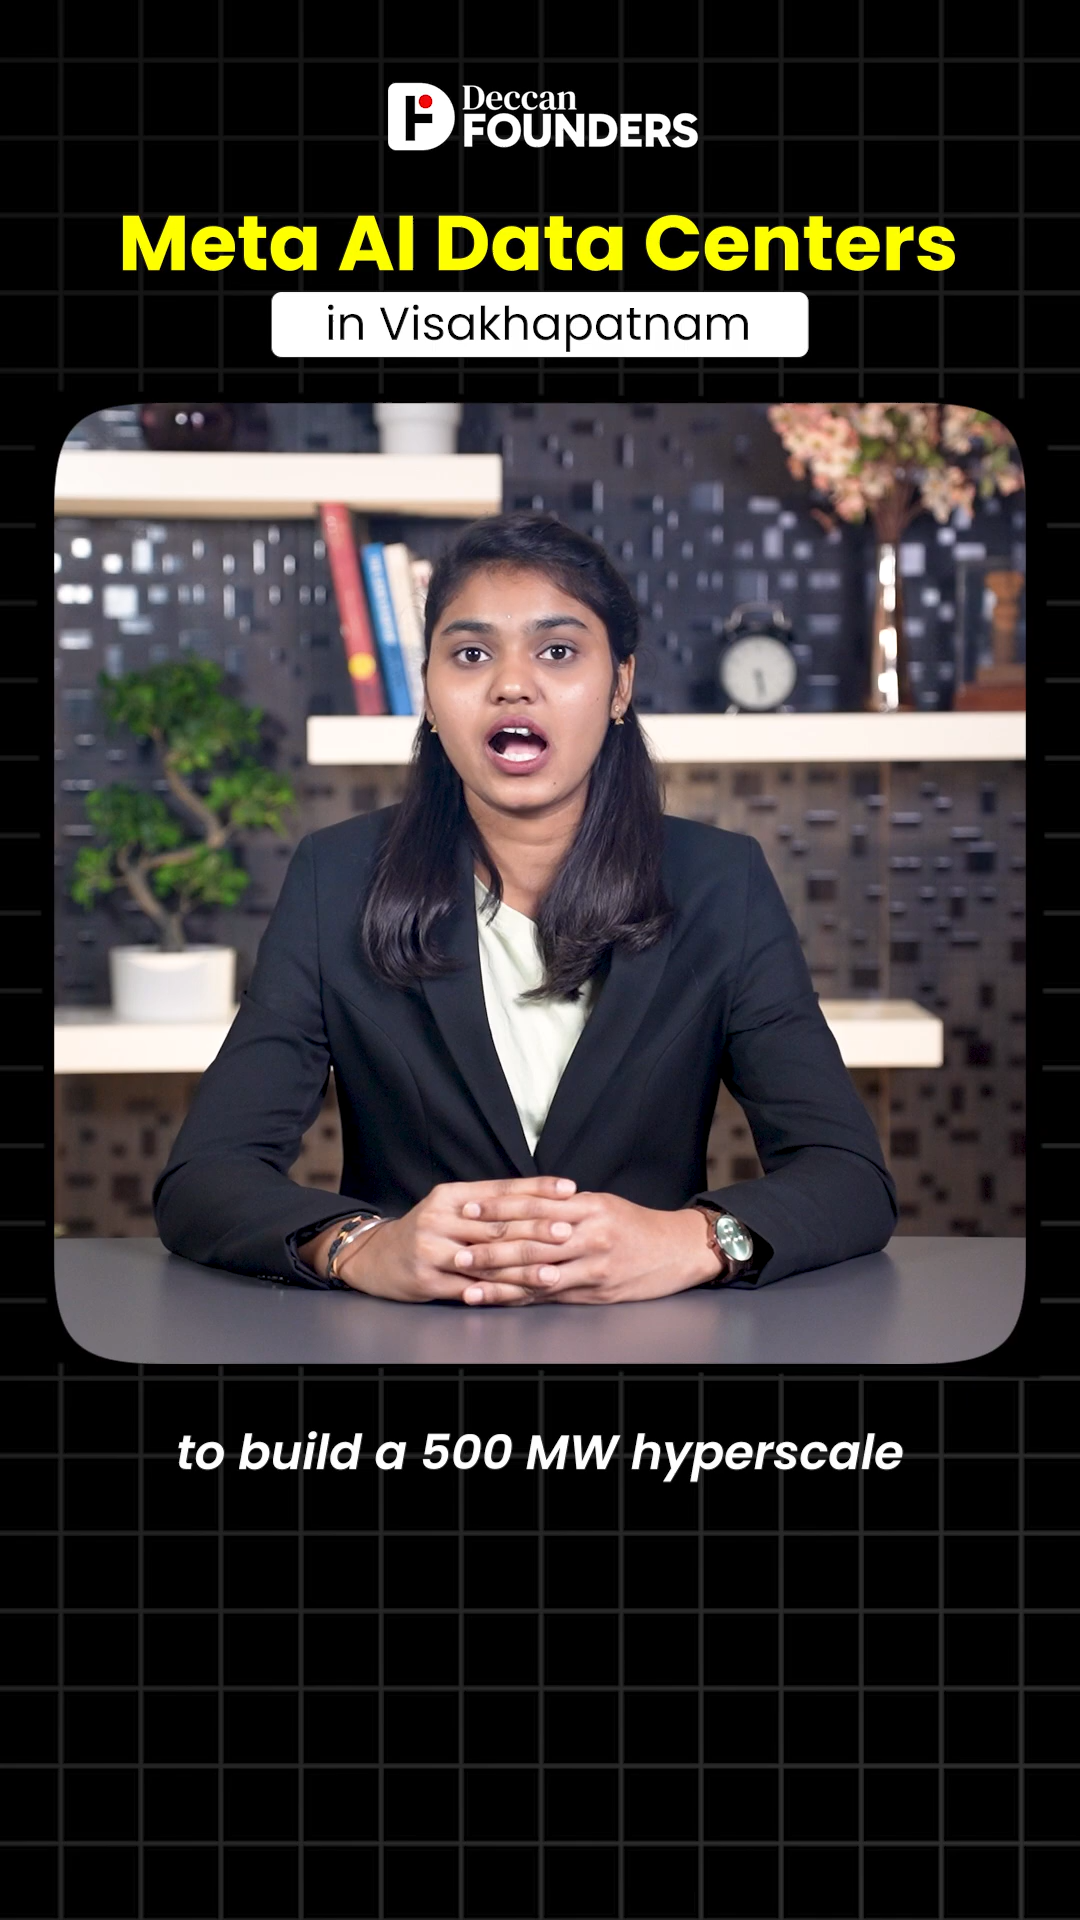 Deccan
FOUNDERS
Meta AI Data Centers
in Visakhapatnam
to build a 500 MW hyperscale